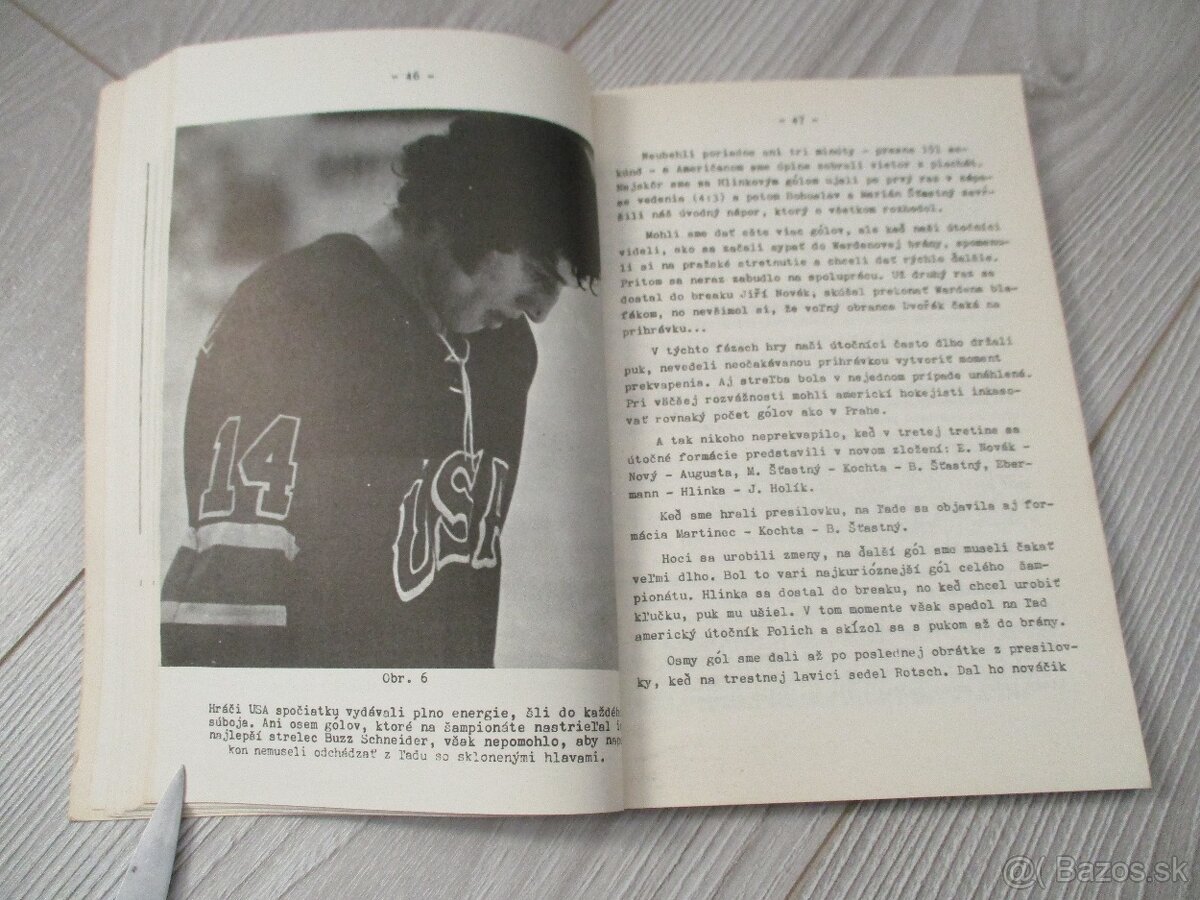 - 46 -
14
USA
Obr. 6
Hráči USA spočiatku vydávali plno energie, šli do každéh
súboja. Ani osem gólov, ktoré na šampionáte nastrieľal
najlepší strelec Buzz Schneider, však nepomohlo, aby
kon nemuseli odchádzať z ľadu so sklonenými hlavami.
- 47 -
Neubehli poriadne ani tri minúty - presne 191 se-
kúnd - a Američanom sme úplne zobrali vietor z plachát.
Najskôr sme sa Hlinkovým gólom ujali po prvý raz v zápa-
se vedenia (4:3) a potom Bohuslav a Marián Šťastný zavŕ-
šili náš úvodný nápor, ktorý o všetkom rozhodol.
Mohli sme dať ešte viac gólov, ale keď naši útočníci
videli, ako sa začali sypať do Wardenovej brány, spomenu-
li si na pražské stretnutie a chceli dať rýchle ďalšie.
Pritom sa neraz zabudlo na spoluprácu. Už druhý raz sa
dostal do breaku Jiří Novák, skúšal prekonať Wardena bla-
fákom, no nevšimol si, že voľný obranca Dvořák čaká na
prihrávku...
V týchto fázach hry naši útočníci často dlho držali
puk, nevedeli neočakávanou prihrávkou vytvoriť moment
prekvapenia. Aj streľba bola v nejednom prípade unáhlená.
Pri väčšej rozvážnosti mohli americkí hokejisti inkaso-
vať rovnaký počet gólov ako v Prahe.
A tak nikoho neprekvapilo, keď v tretej tretine sa
útočné formácie predstavili v novom zložení: E. Novák -
Nový - Augusta, M. Šťastný - Kochta - B. Šťastný, Eber-
mann - Hlinka - J. Holík.
Keď sme hrali presilovku, na ľade sa objavila aj for-
mácia Martinec - Kochta - B. Šťastný.
Hoci sa urobili zmeny, na ďalší gól sme museli čakať
veľmi dlho. Bol to vari najkurióznejší gól celého šam-
pionátu. Hlinka sa dostal do breaku, no keď chcel urobiť
kľučku, puk mu ušiel. V tom momente však spadol na ľad
americký útočník Polich a skĺzol sa s pukom až do brány.
Osmy gól sme dali až po poslednej obrátke z presilov-
ky, keď na trestnej lavici sedel Rotsch. Dal ho nováčik
@( Bazos.sk